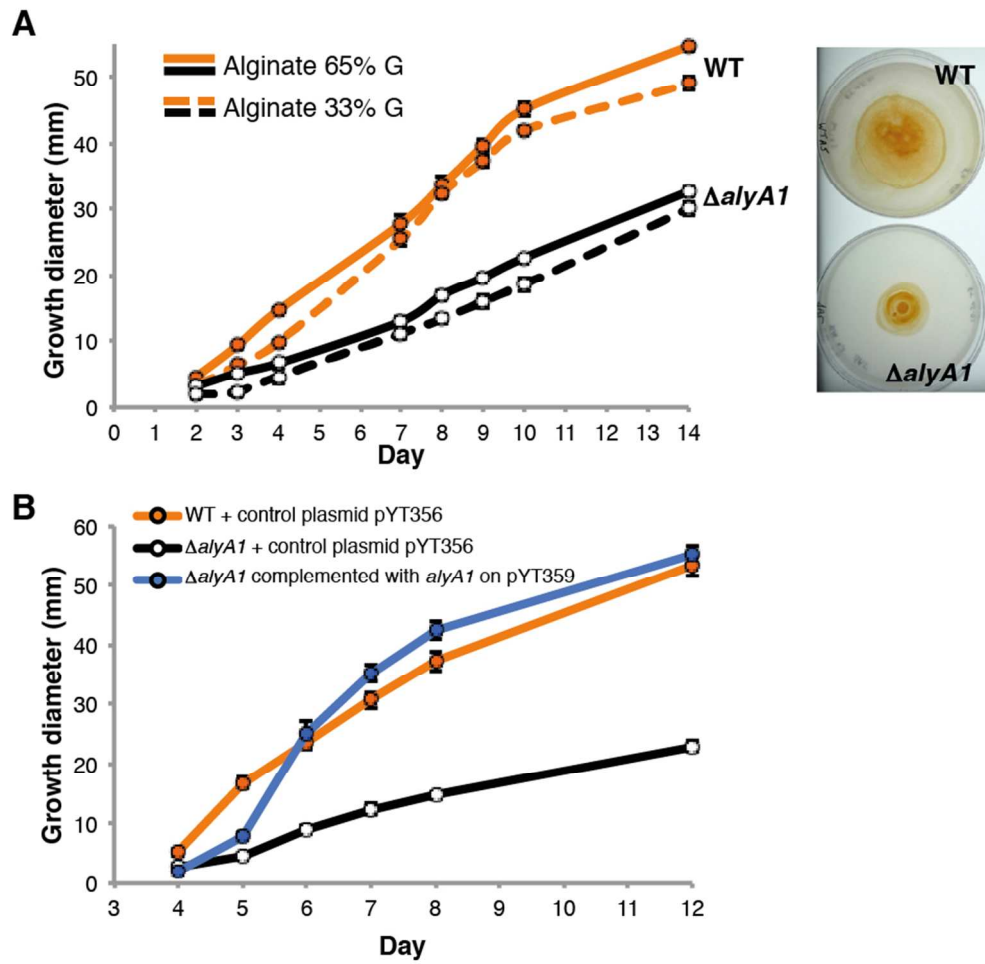 A
Alginate 65% G
Alginate 33% G
WT
ΔalyA1
Growth diameter (mm)
50
40
30
20
10
0
0 1 2 3 4 5 6 7 8 9 10 11 12 13 14
Day
WT
ΔalyA1
B
WT + control plasmid pYT356
ΔalyA1 + control plasmid pYT356
ΔalyA1 complemented with alyA1 on pYT359
Growth diameter (mm)
60
50
40
30
20
10
0
3 4 5 6 7 8 9 10 11 12
Day